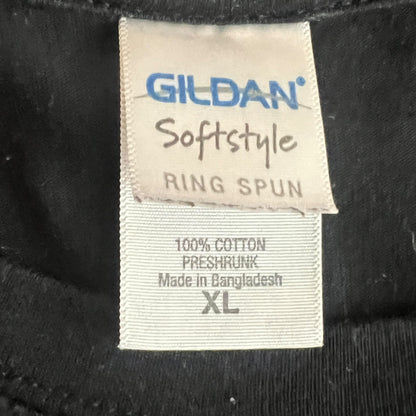 GILDAN®
Softstyle
RING SPUN
100% COTTON
PRESHRUNK
Made in Bangladesh
XL